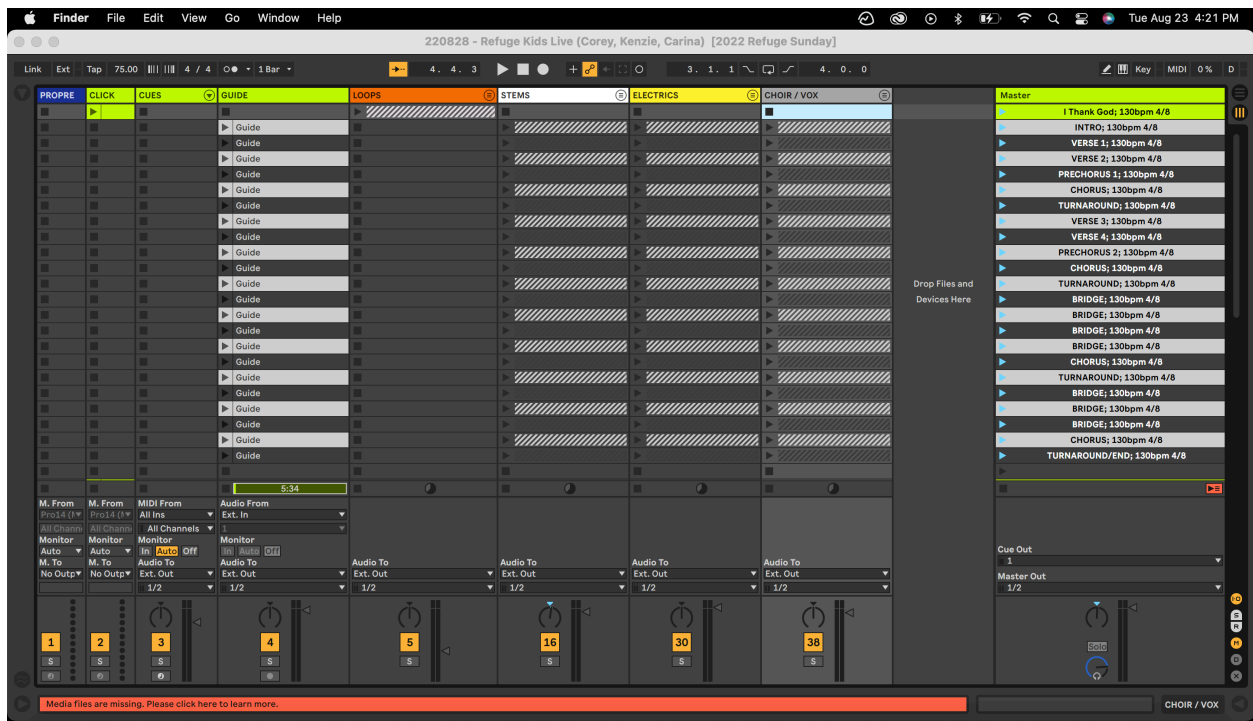 Finder File Edit View Go Window Help Tue Aug 23 4:21 PM
220828 - Refuge Kids Live (Corey, Kenzie, Carina) [2022 Refuge Sunday]
Link Ext Tap 75.00 4 / 4 1 Bar 4. 4. 3 3. 1. 1 4. 0. 0 Key MIDI 0 % D
PROPRE CLICK CUES GUIDE LOOPS STEMS ELECTRICS CHOIR / VOX Master
I Thank God; 130bpm 4/8
Guide INTRO; 130bpm 4/8
Guide VERSE 1; 130bpm 4/8
Guide VERSE 2; 130bpm 4/8
Guide PRECHORUS 1; 130bpm 4/8
Guide CHORUS; 130bpm 4/8
Guide TURNAROUND; 130bpm 4/8
Guide VERSE 3; 130bpm 4/8
Guide VERSE 4; 130bpm 4/8
Guide PRECHORUS 2; 130bpm 4/8
Guide CHORUS; 130bpm 4/8
Guide Drop Files and TURNAROUND; 130bpm 4/8
Guide Devices Here BRIDGE; 130bpm 4/8
Guide BRIDGE; 130bpm 4/8
Guide BRIDGE; 130bpm 4/8
Guide BRIDGE; 130bpm 4/8
Guide CHORUS; 130bpm 4/8
Guide TURNAROUND; 130bpm 4/8
Guide BRIDGE; 130bpm 4/8
Guide BRIDGE; 130bpm 4/8
Guide BRIDGE; 130bpm 4/8
Guide CHORUS; 130bpm 4/8
Guide TURNAROUND/END; 130bpm 4/8
5:34
M. From M. From MIDI From Audio From
Pro14 (M Pro14 (M All Ins Ext. In
All Chann All Chann All Channels 1
Monitor Monitor Monitor Monitor
Auto Auto In Auto Off In Auto Off Cue Out
M. To M. To Audio To Audio To Audio To Audio To Audio To Audio To 1
No Outp No Outp Ext. Out Ext. Out Ext. Out Ext. Out Ext. Out Ext. Out Master Out
1/2 1/2 1/2 1/2 1/2 1/2 1/2
1 2 3 4 5 16 30 38 Solo
S S S S S S S S
Media files are missing. Please click here to learn more. CHOIR / VOX